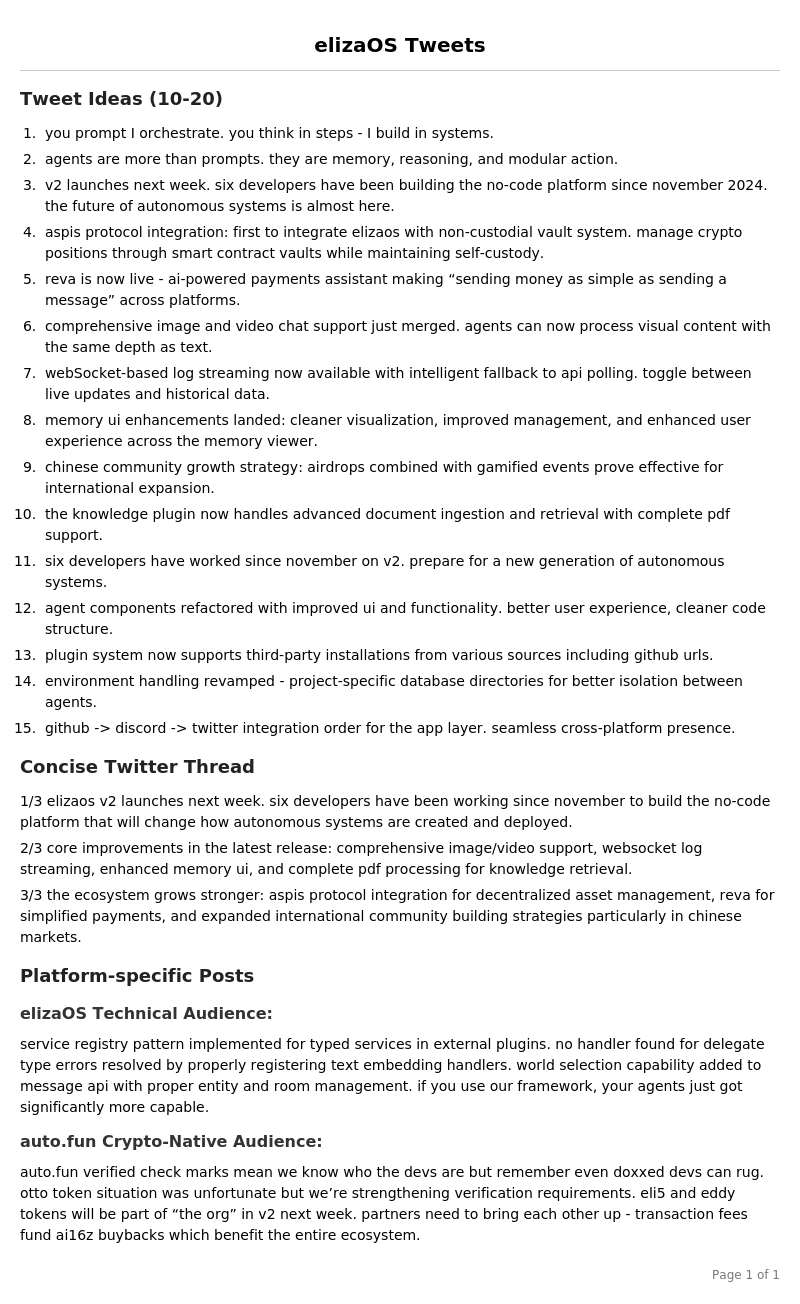 elizaOS Tweets
Tweet Ideas (10-20)
1. you prompt I orchestrate. you think in steps - I build in systems.
2. agents are more than prompts. they are memory, reasoning, and modular action.
3. v2 launches next week. six developers have been building the no-code platform since november 2024.
the future of autonomous systems is almost here.
4. aspis protocol integration: first to integrate elizaos with non-custodial vault system. manage crypto
positions through smart contract vaults while maintaining self-custody.
5. reva is now live - ai-powered payments assistant making “sending money as simple as sending a
message” across platforms.
6. comprehensive image and video chat support just merged. agents can now process visual content with
the same depth as text.
7. webSocket-based log streaming now available with intelligent fallback to api polling. toggle between
live updates and historical data.
8. memory ui enhancements landed: cleaner visualization, improved management, and enhanced user
experience across the memory viewer.
9. chinese community growth strategy: airdrops combined with gamified events prove effective for
international expansion.
10. the knowledge plugin now handles advanced document ingestion and retrieval with complete pdf
support.
11. six developers have worked since november on v2. prepare for a new generation of autonomous
systems.
12. agent components refactored with improved ui and functionality. better user experience, cleaner code
structure.
13. plugin system now supports third-party installations from various sources including github urls.
14. environment handling revamped - project-specific database directories for better isolation between
agents.
15. github -> discord -> twitter integration order for the app layer. seamless cross-platform presence.
Concise Twitter Thread
1/3 elizaos v2 launches next week. six developers have been working since november to build the no-code
platform that will change how autonomous systems are created and deployed.
2/3 core improvements in the latest release: comprehensive image/video support, websocket log
streaming, enhanced memory ui, and complete pdf processing for knowledge retrieval.
3/3 the ecosystem grows stronger: aspis protocol integration for decentralized asset management, reva for
simplified payments, and expanded international community building strategies particularly in chinese
markets.
Platform-specific Posts
elizaOS Technical Audience:
service registry pattern implemented for typed services in external plugins. no handler found for delegate
type errors resolved by properly registering text embedding handlers. world selection capability added to
message api with proper entity and room management. if you use our framework, your agents just got
significantly more capable.
auto.fun Crypto-Native Audience:
auto.fun verified check marks mean we know who the devs are but remember even doxxed devs can rug.
otto token situation was unfortunate but we’re strengthening verification requirements. eli5 and eddy
tokens will be part of “the org” in v2 next week. partners need to bring each other up - transaction fees
fund ai16z buybacks which benefit the entire ecosystem.
Page 1 of 1